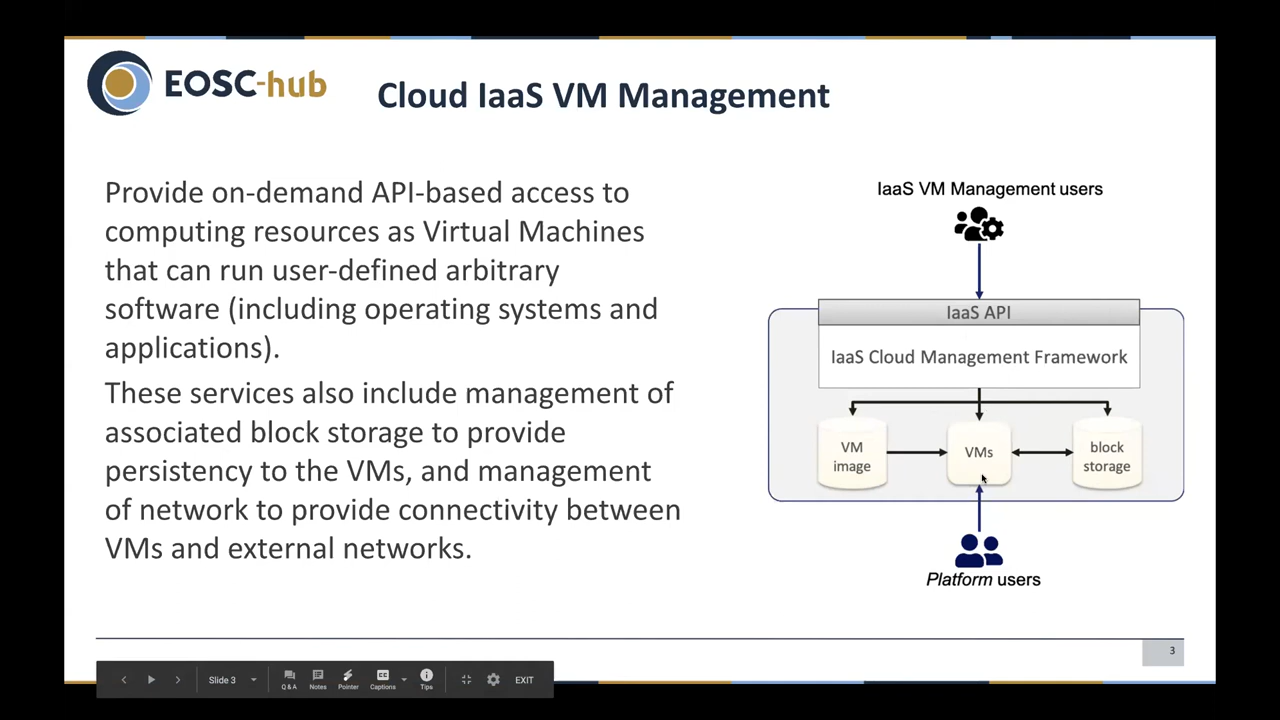 EOSC-hub
Cloud IaaS VM Management
Provide on-demand API-based access to
computing resources as Virtual Machines
that can run user-defined arbitrary
software (including operating systems and
applications).
These services also include management of
associated block storage to provide
persistency to the VMs, and management
of network to provide connectivity between
VMs and external networks.
IaaS VM Management users
IaaS API
IaaS Cloud Management Framework
VM
image
VMs
block
storage
Platform users
3
Slide 3
Q & A
Notes
Pointer
CC
Captions
Tips
EXIT